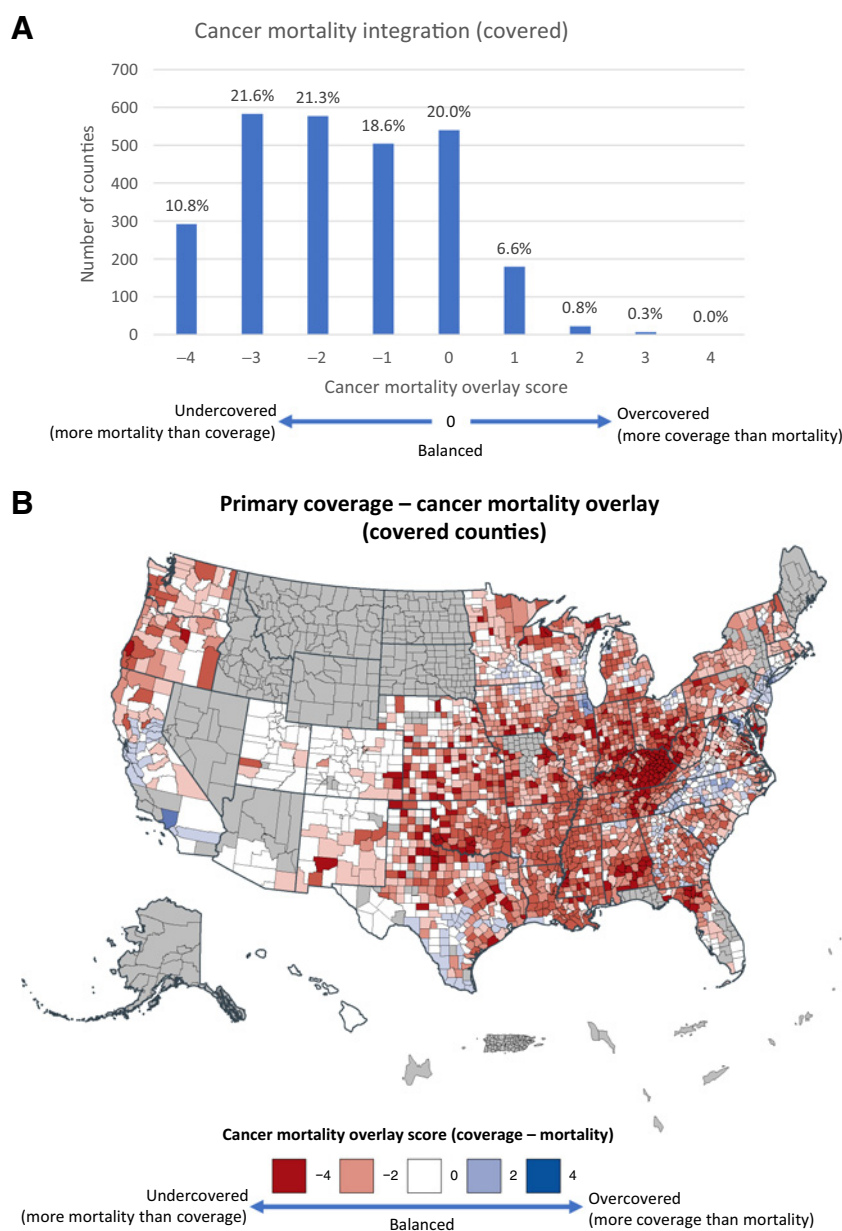 A
Cancer mortality integration (covered)
Number of counties
700
600
500
400
300
200
100
0
10.8%
21.6%
21.3%
18.6%
20.0%
6.6%
0.8%
0.3%
0.0%
−4 −3 −2 −1 0 1 2 3 4
Cancer mortality overlay score
Undercovered
(more mortality than coverage)
0
Balanced
Overcovered
(more coverage than mortality)
B
Primary coverage – cancer mortality overlay
(covered counties)
Cancer mortality overlay score (coverage – mortality)
−4 −2 0 2 4
Undercovered
(more mortality than coverage)
Balanced
Overcovered
(more coverage than mortality)